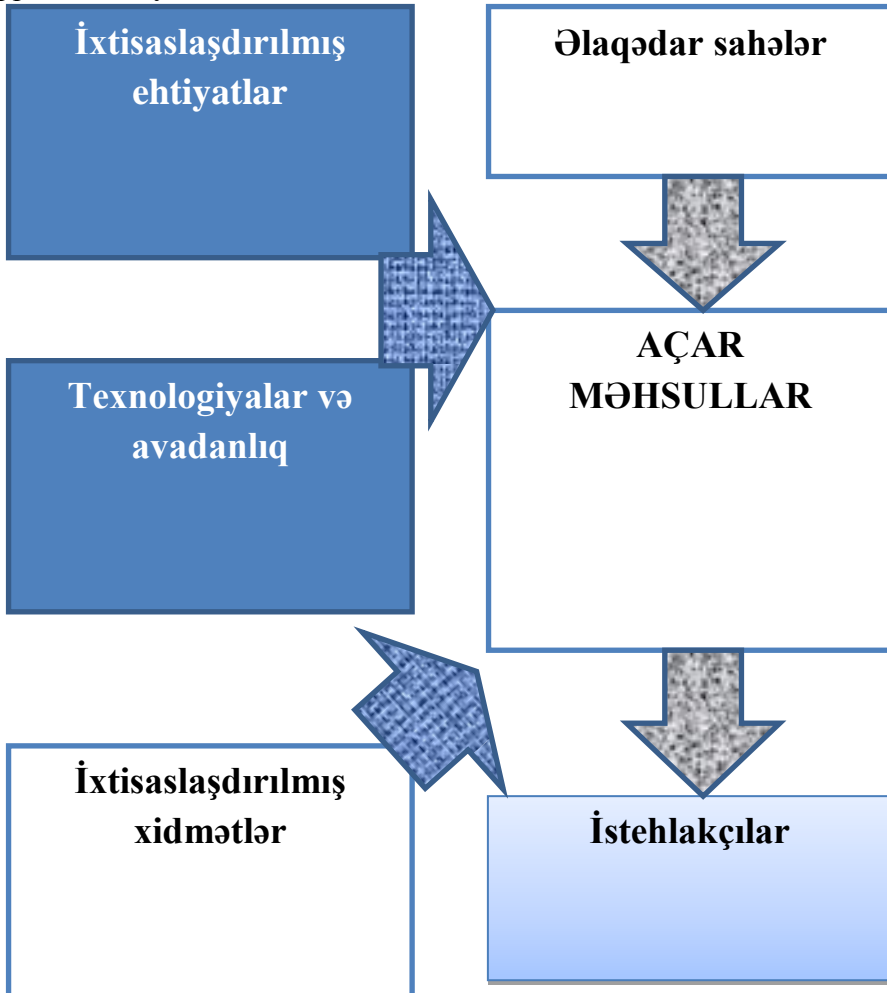 İxtisaslaşdırılmış
ehtiyatlar
Əlaqədar sahələr
AÇAR
MƏHSULLAR
Texnologiyalar və
avadanlıq
İxtisaslaşdırılmış
xidmətlər
İstehlakçılar